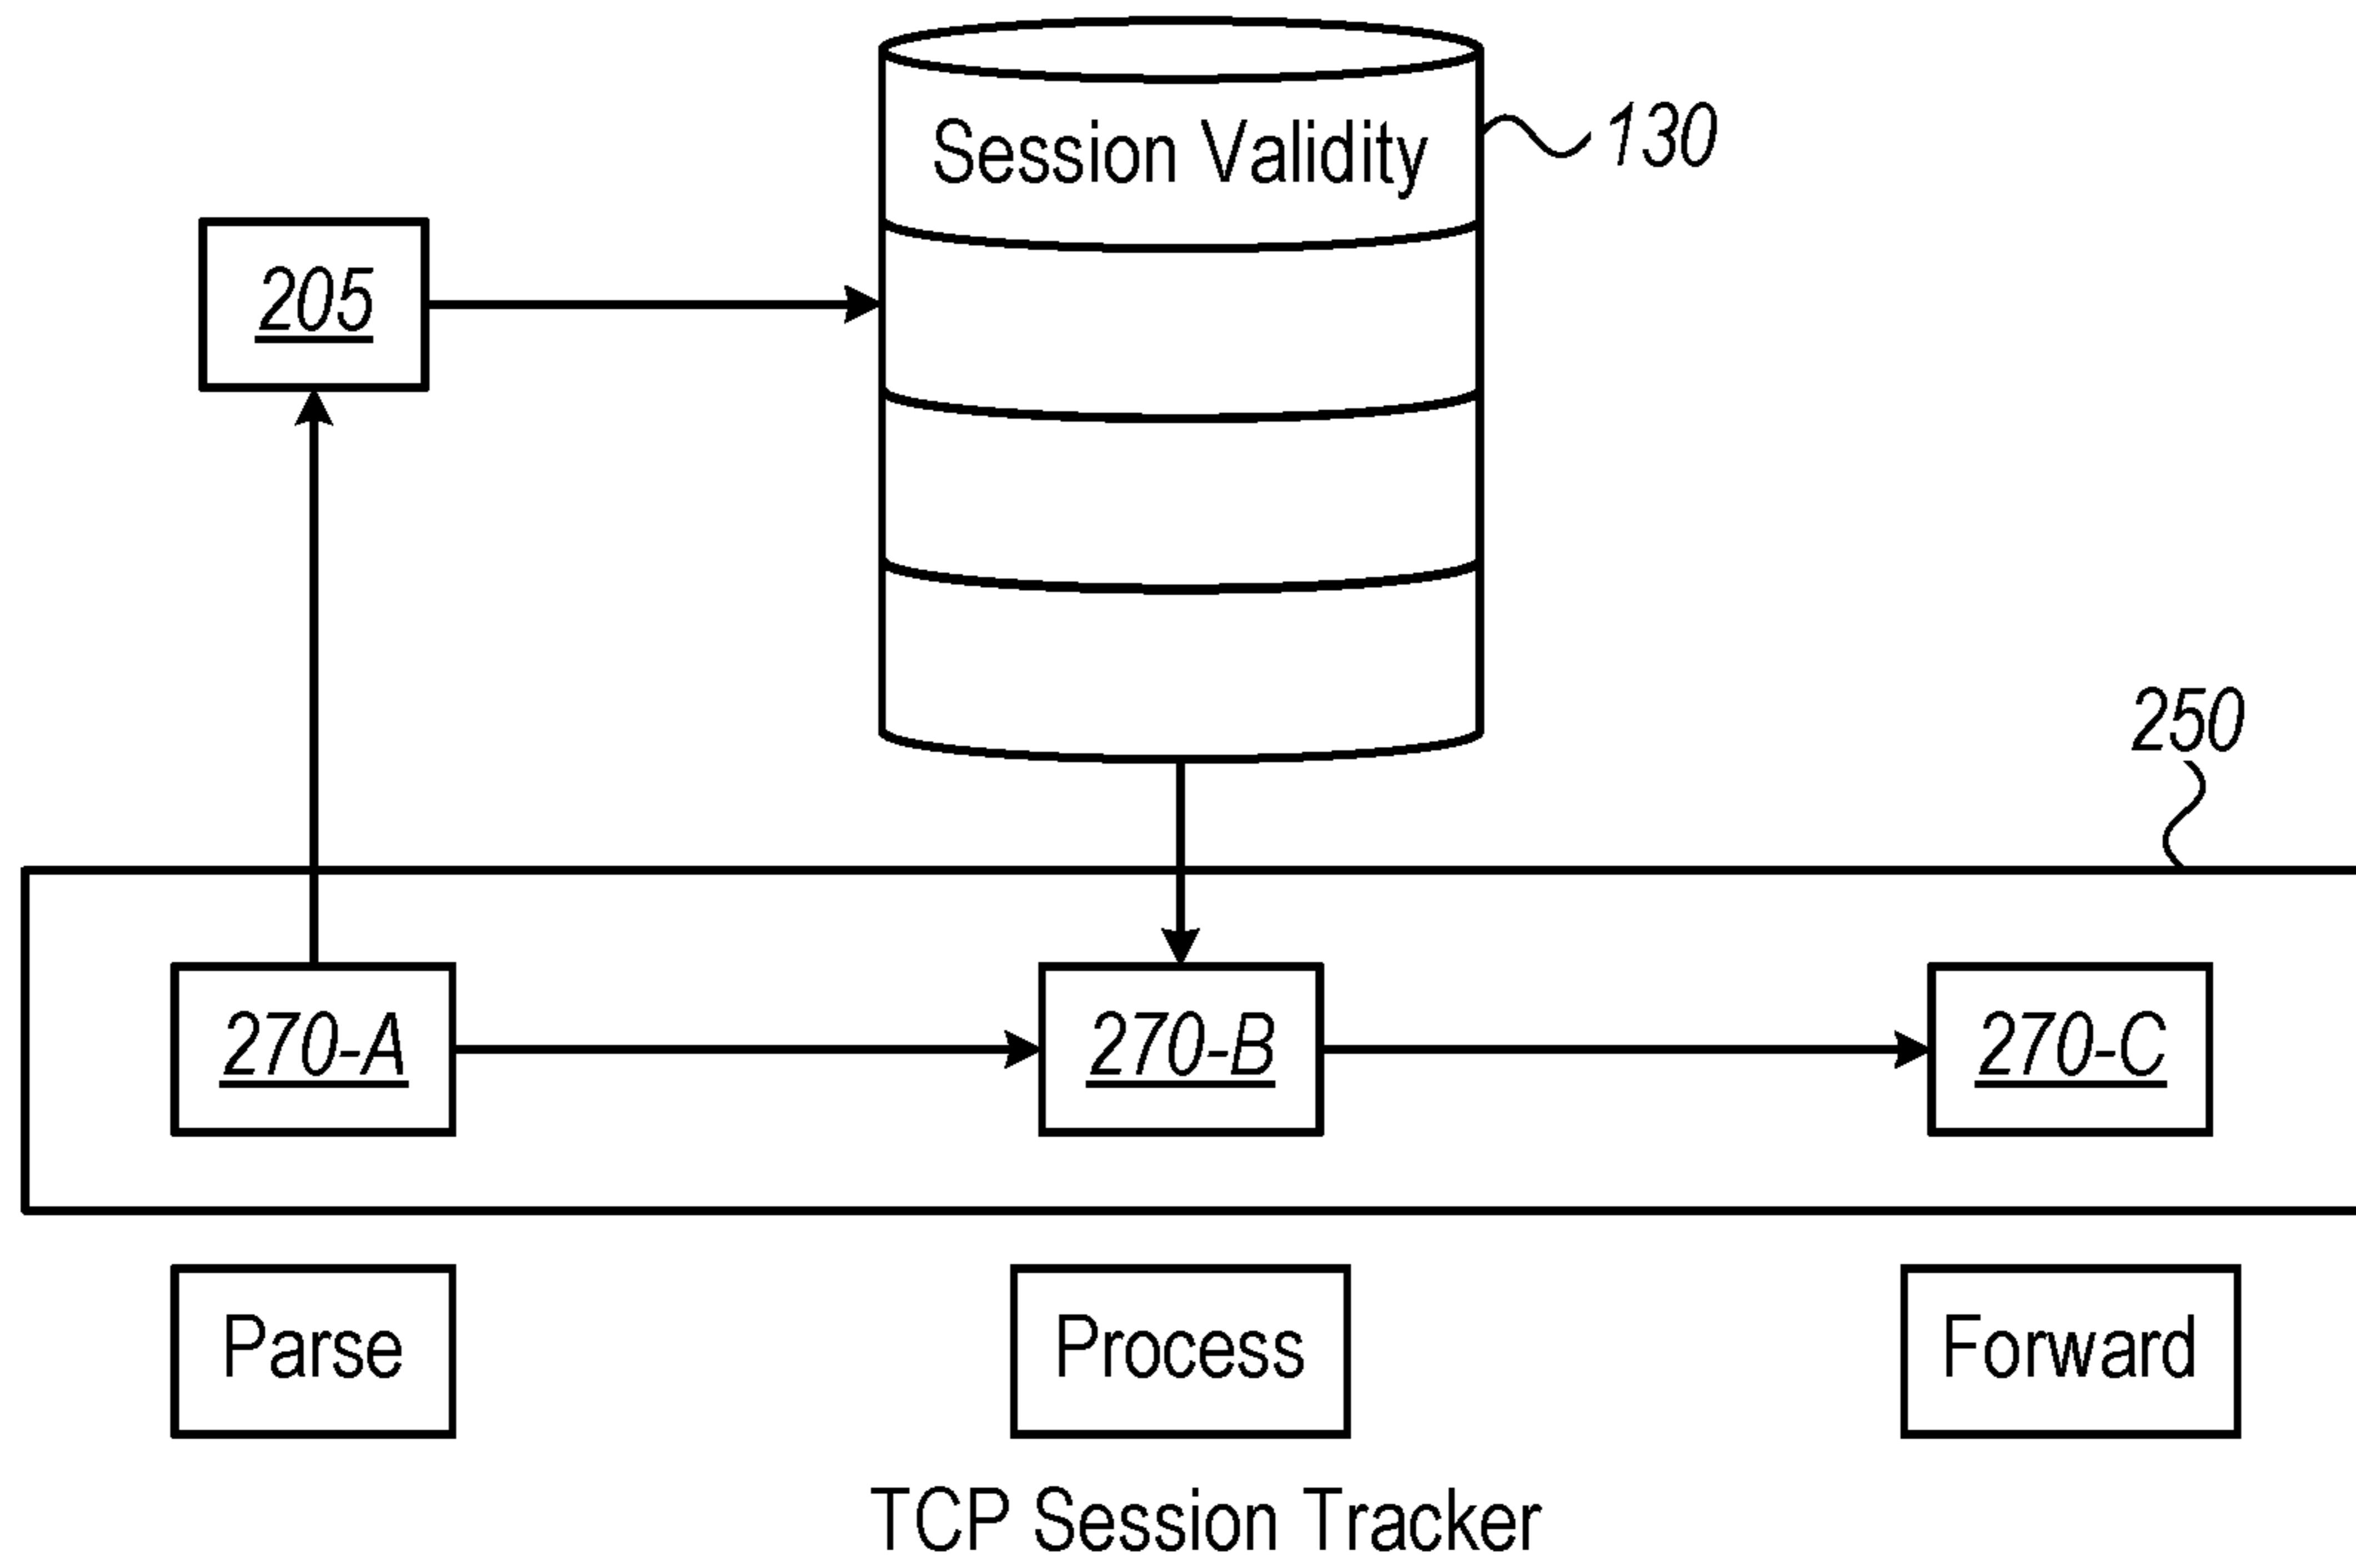 Session Validity
130
205
250
270-A
270-B
270-C
Parse
Process
Forward
TCP Session Tracker